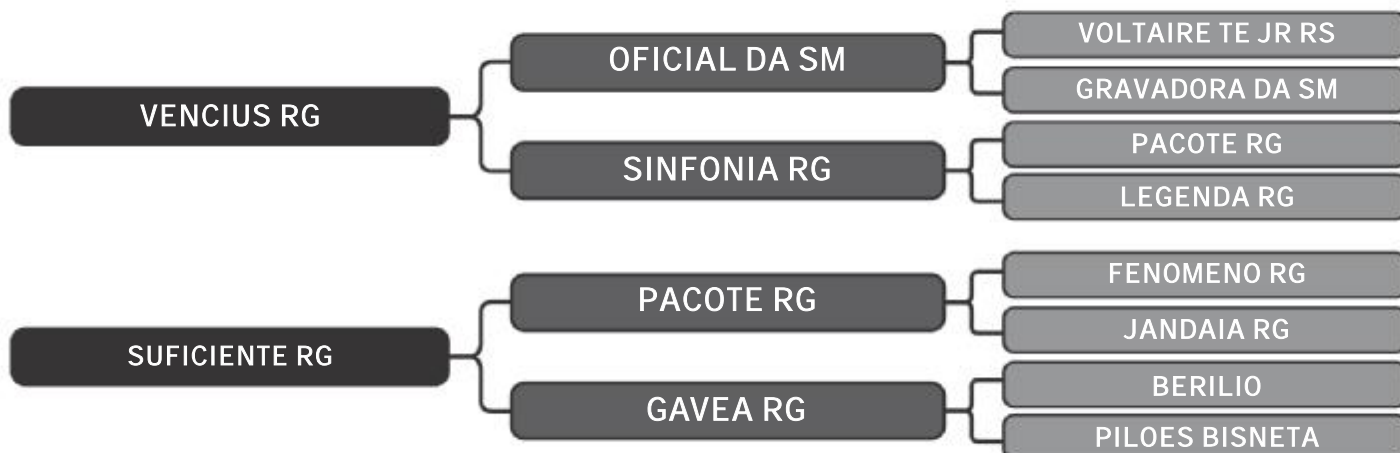 VENCIUS RG
OFICIAL DA SM
VOLTAIRE TE JR RS
GRAVADORA DA SM
SINFONIA RG
PACOTE RG
LEGENDA RG
SUFICIENTE RG
PACOTE RG
FENOMENO RG
JANDAIA RG
GAVEA RG
BERILIO
PILOES BISNETA